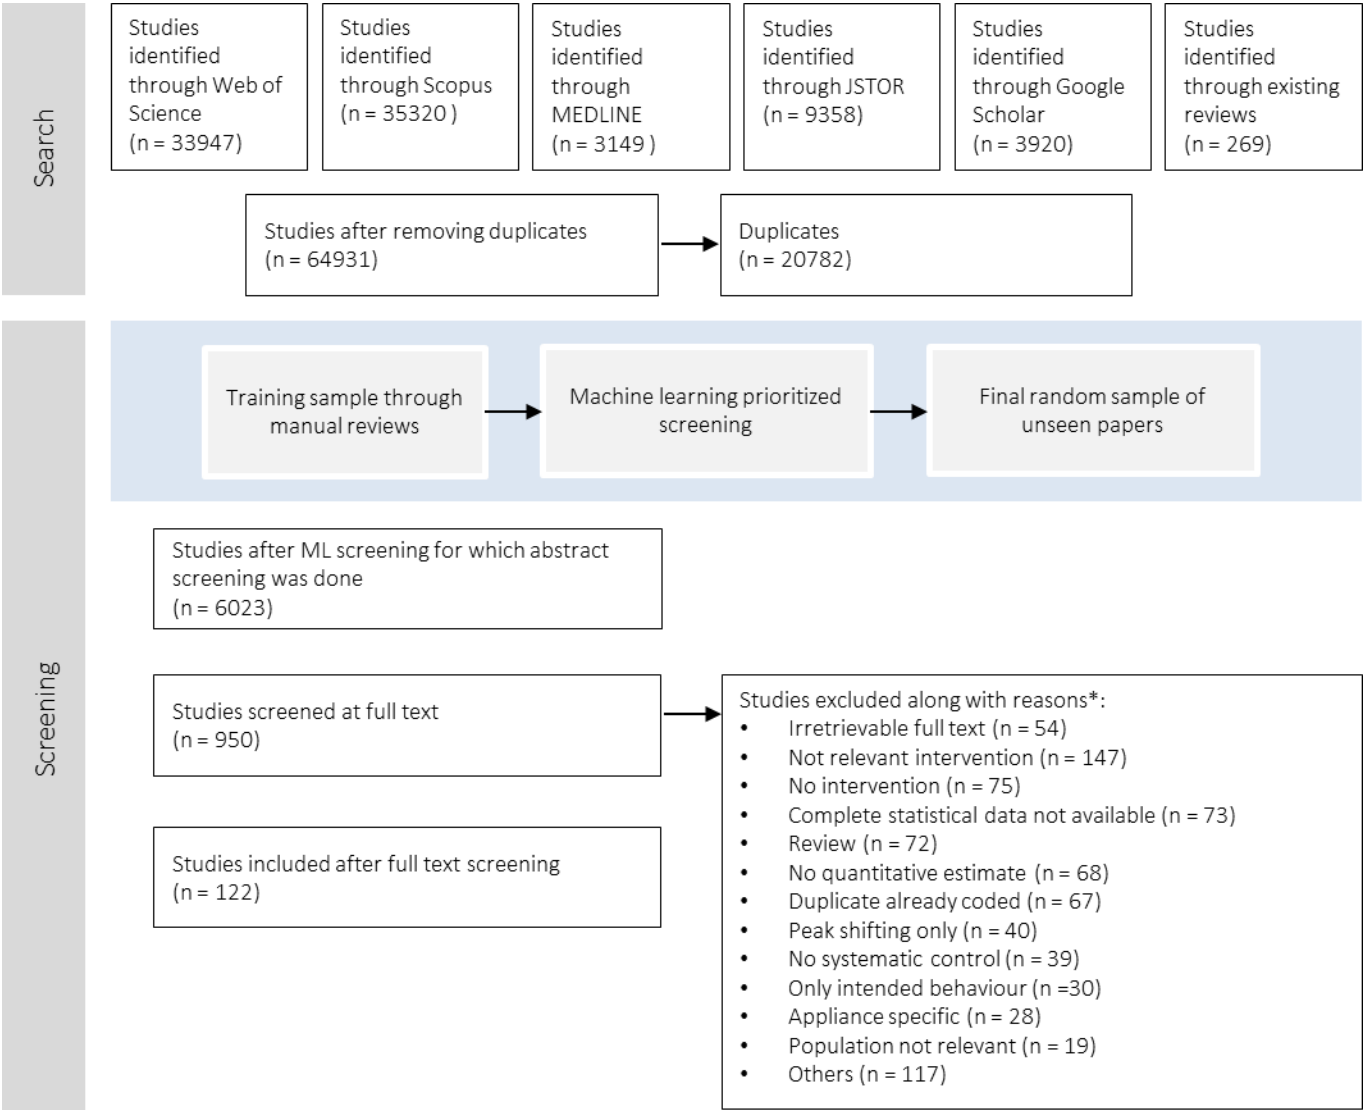 Search
Studies
identified
through Web of
Science
(n = 33947)
Studies
identified
through Scopus
(n = 35320 )
Studies
identified
through
MEDLINE
(n = 3149 )
Studies
identified
through JSTOR
(n = 9358)
Studies
identified
through Google
Scholar
(n = 3920)
Studies
identified
through existing
reviews
(n = 269)
Studies after removing duplicates
(n = 64931)
Duplicates
(n = 20782)
Screening
Training sample through
manual reviews
Machine learning prioritized
screening
Final random sample of
unseen papers
Studies after ML screening for which abstract
screening was done
(n = 6023)
Studies screened at full text
(n = 950)
Studies included after full text screening
(n = 122)
Studies excluded along with reasons*:
• Irretrievable full text (n = 54)
• Not relevant intervention (n = 147)
• No intervention (n = 75)
• Complete statistical data not available (n = 73)
• Review (n = 72)
• No quantitative estimate (n = 68)
• Duplicate already coded (n = 67)
• Peak shifting only (n = 40)
• No systematic control (n = 39)
• Only intended behaviour (n =30)
• Appliance specific (n = 28)
• Population not relevant (n = 19)
• Others (n = 117)